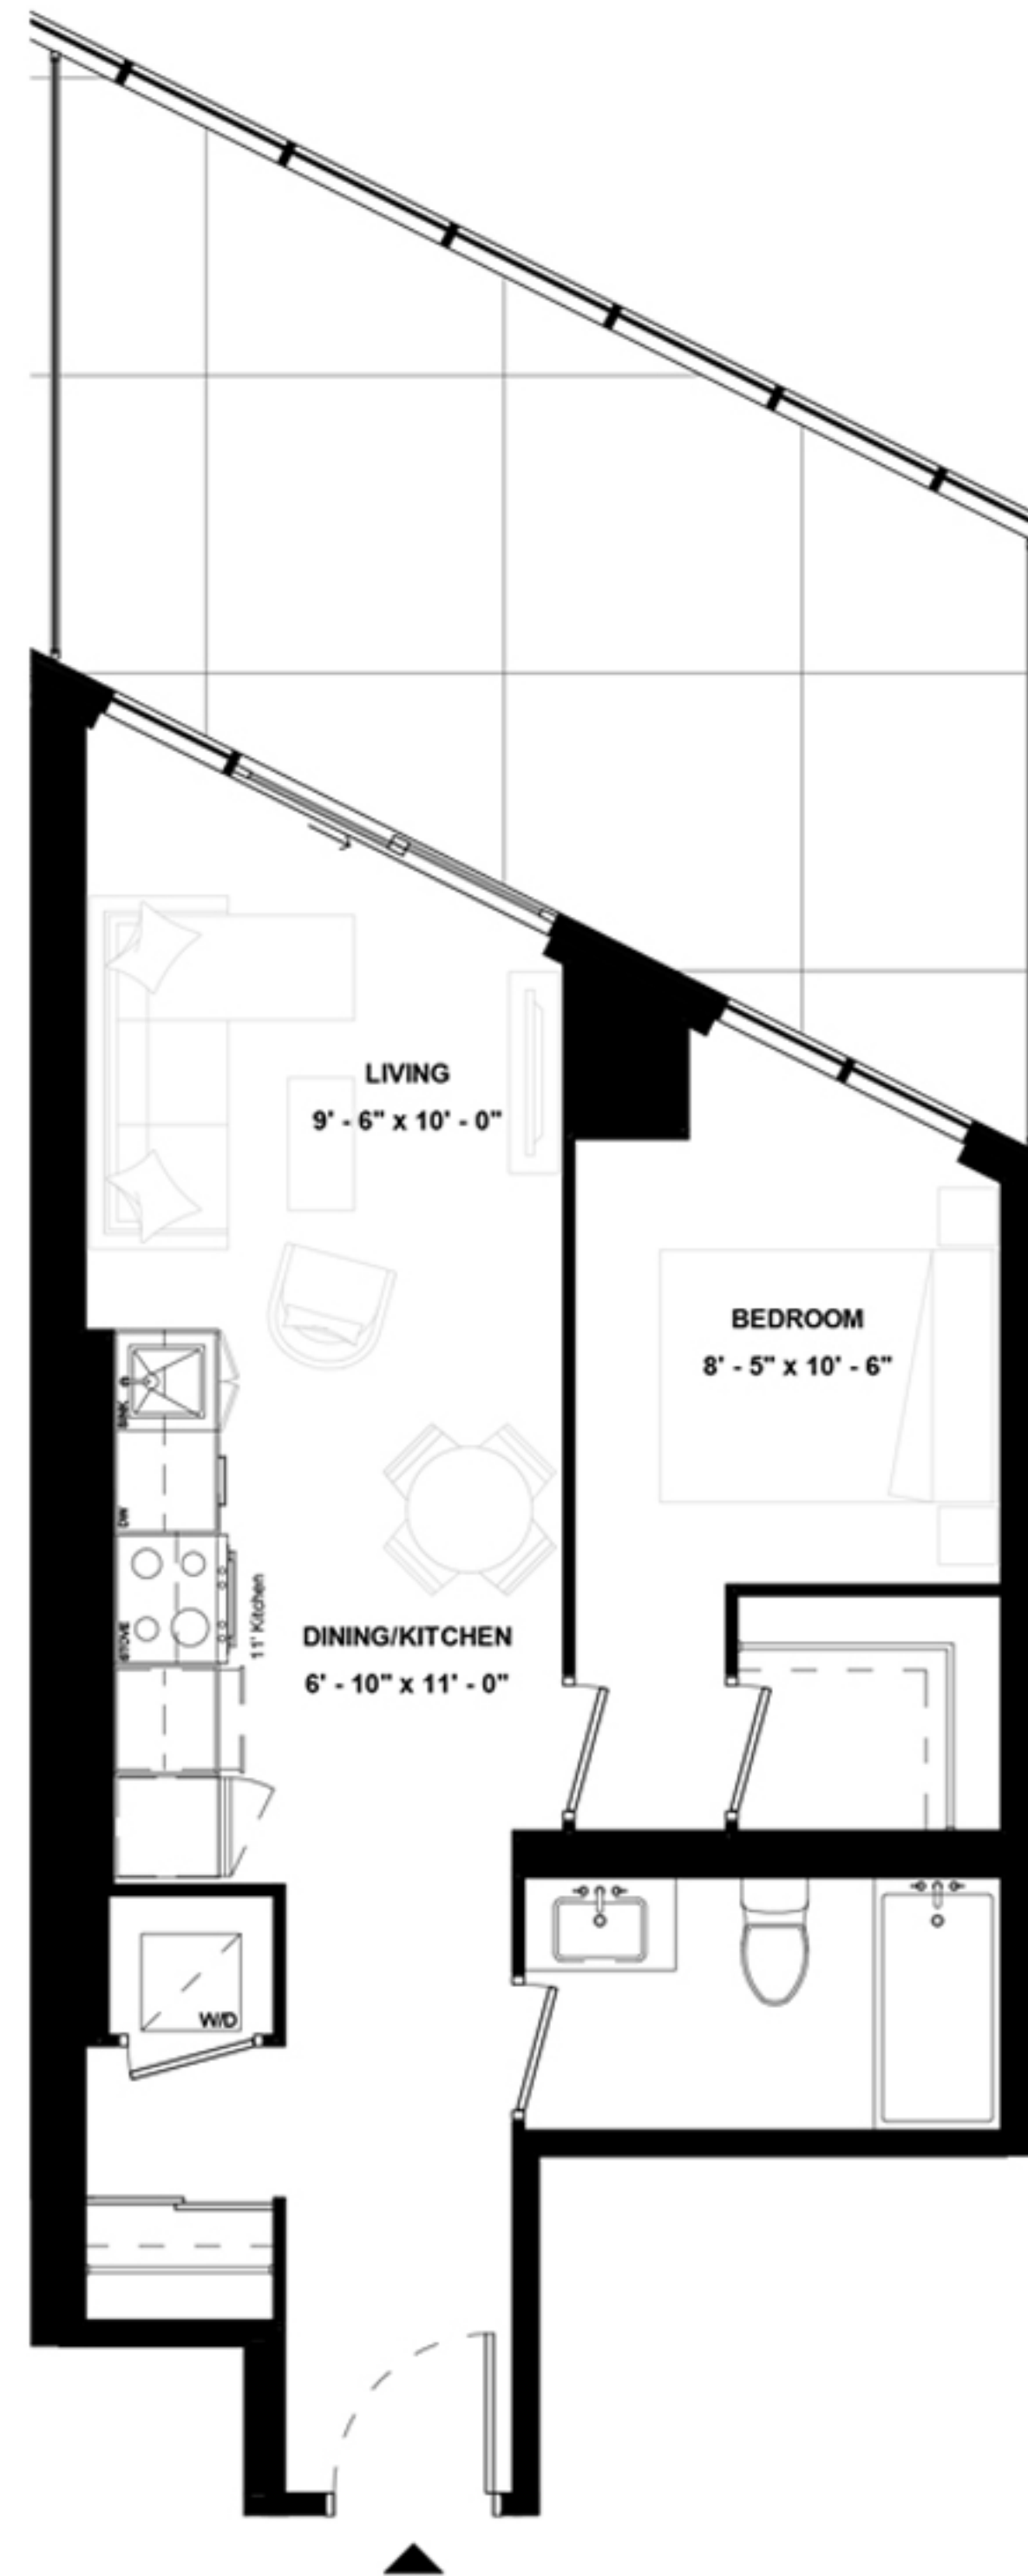 LIVING
9' - 6" x 10' - 0"
BEDROOM
8' - 5" x 10' - 6"
SINK
DW
STOVE
11' Kitchen
DINING/KITCHEN
6' - 10" x 11' - 0"
W/D